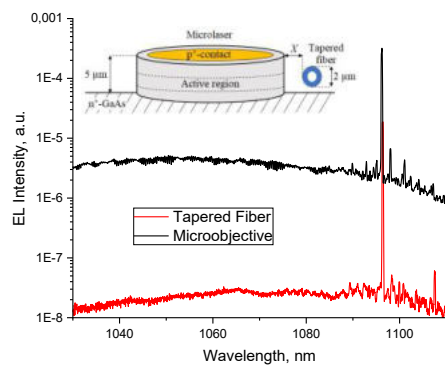 0,001
1E-4
1E-5
1E-6
1E-7
1E-8
EL Intensity, a.u.
Microlaser
p⁺-contact
X
Tapered
fiber
5 μm
2 μm
Active region
n⁺-GaAs
Tapered Fiber
Microobjective
1040
1060
1080
1100
Wavelength, nm